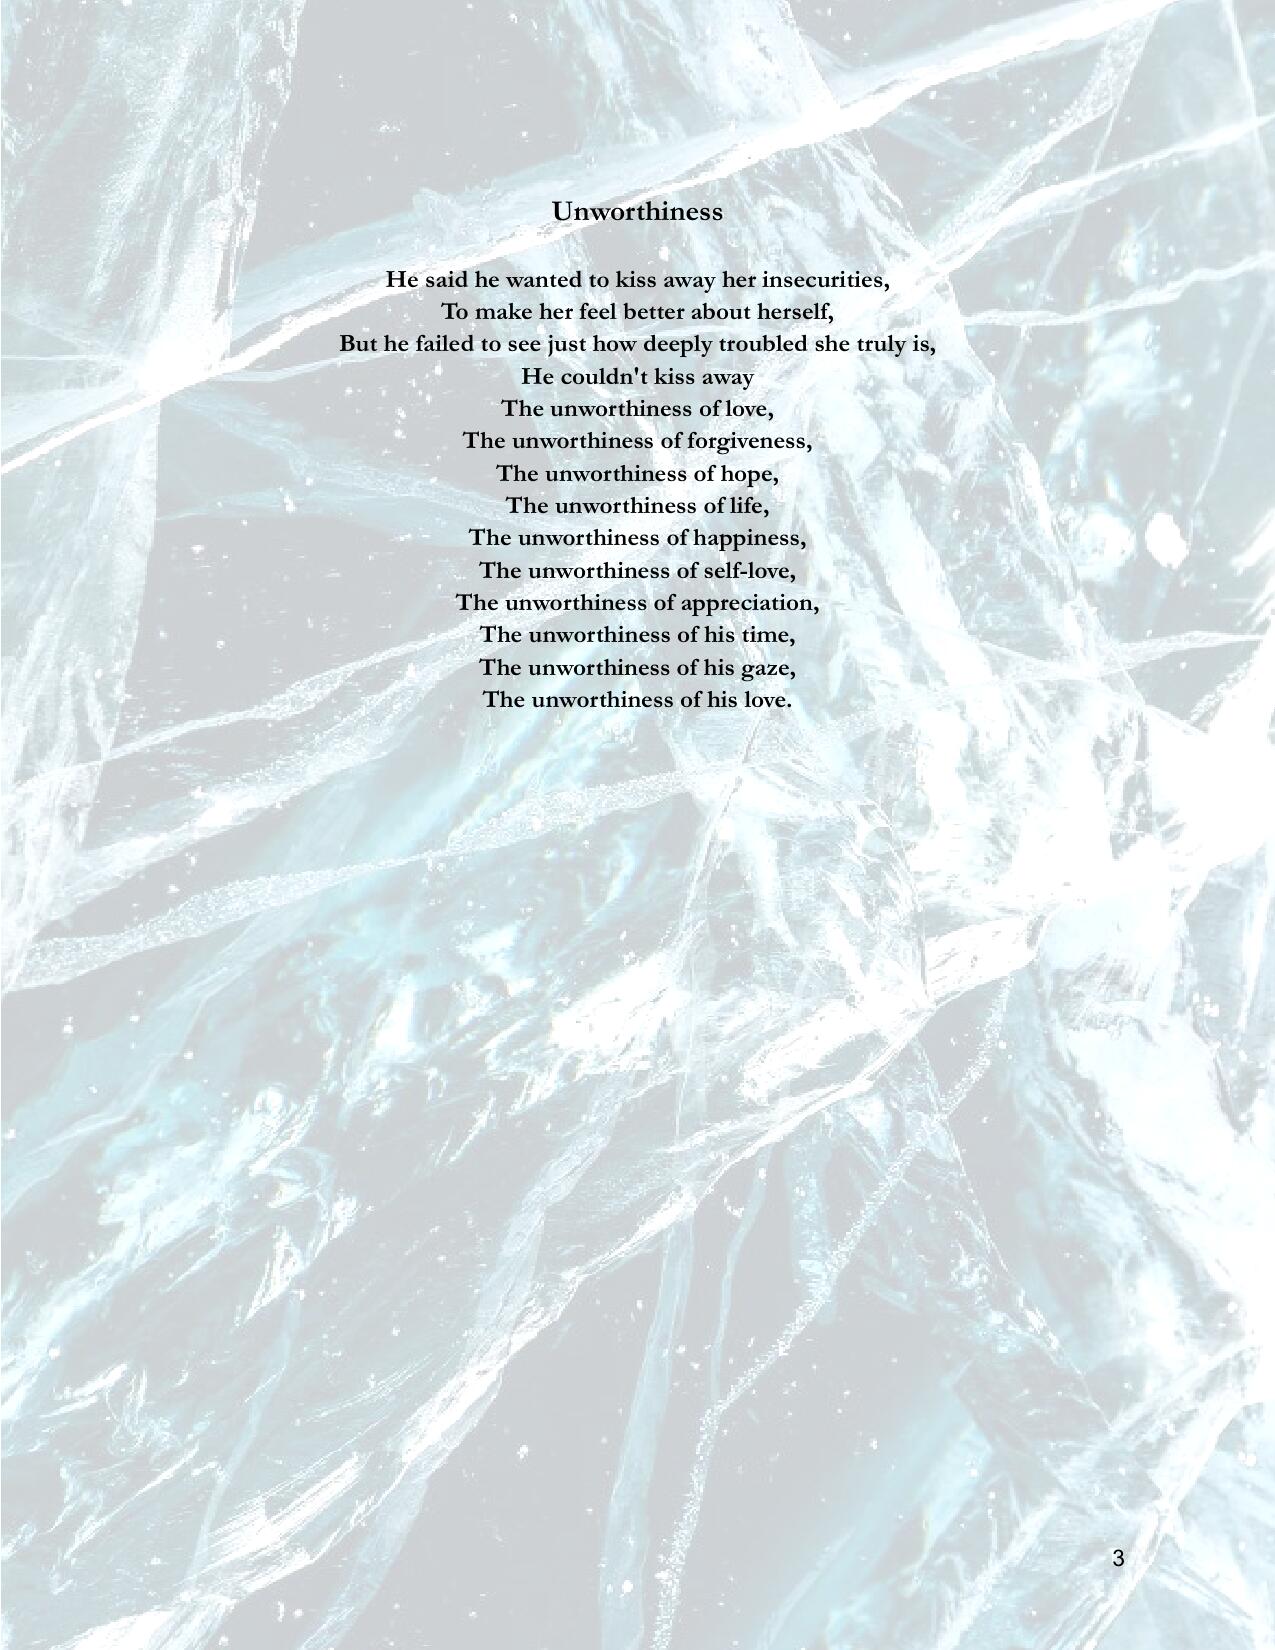 Unworthiness
He said he wanted to kiss away her insecurities,
To make her feel better about herself,
But he failed to see just how deeply troubled she truly is,
He couldn't kiss away
The unworthiness of love,
The unworthiness of forgiveness,
The unworthiness of hope,
The unworthiness of life,
The unworthiness of happiness,
The unworthiness of self-love,
The unworthiness of appreciation,
The unworthiness of his time,
The unworthiness of his gaze,
The unworthiness of his love.
3